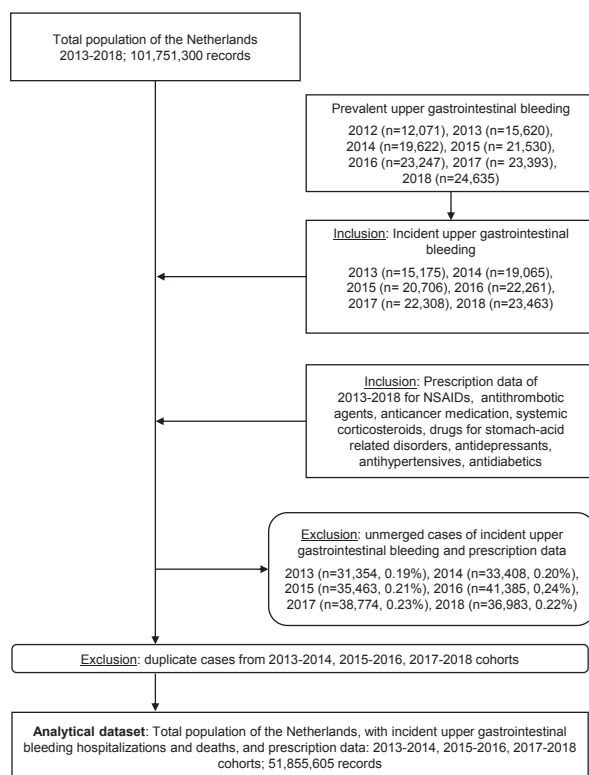 Total population of the Netherlands
2013-2018; 101,751,300 records
Prevalent upper gastrointestinal bleeding
2012 (n=12,071), 2013 (n=15,620),
2014 (n=19,622), 2015 (n= 21,530),
2016 (n=23,247), 2017 (n= 23,393),
2018 (n=24,635)
Inclusion: Incident upper gastrointestinal
bleeding
2013 (n=15,175), 2014 (n=19,065),
2015 (n= 20,706), 2016 (n=22,261),
2017 (n= 22,308), 2018 (n=23,463)
Inclusion: Prescription data of
2013-2018 for NSAIDs, antithrombotic
agents, anticancer medication, systemic
corticosteroids, drugs for stomach-acid
related disorders, antidepressants,
antihypertensives, antidiabetics
Exclusion: unmerged cases of incident upper
gastrointestinal bleeding and prescription data
2013 (n=31,354, 0.19%), 2014 (n=33,408, 0.20%),
2015 (n=35,463, 0.21%), 2016 (n=41,385, 0,24%),
2017 (n=38,774, 0.23%), 2018 (n=36,983, 0.22%)
Exclusion: duplicate cases from 2013-2014, 2015-2016, 2017-2018 cohorts
Analytical dataset: Total population of the Netherlands, with incident upper gastrointestinal
bleeding hospitalizations and deaths, and prescription data: 2013-2014, 2015-2016, 2017-2018
cohorts; 51,855,605 records